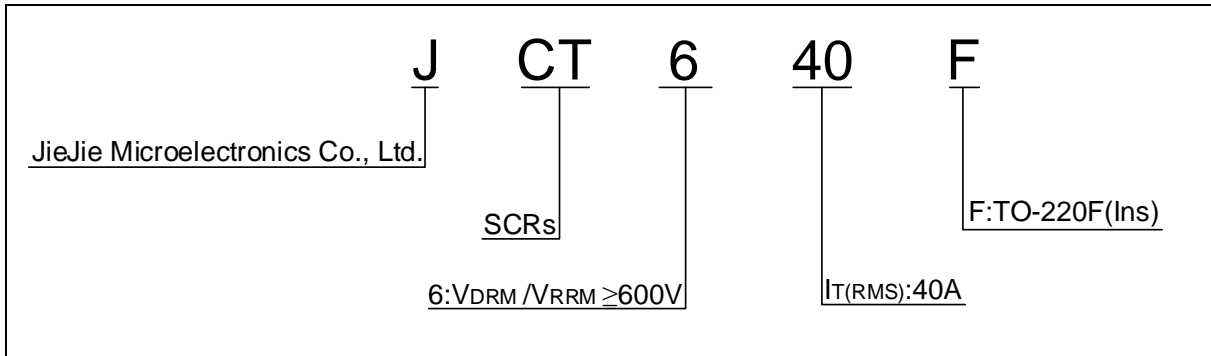 J CT 6 40 F
JieJie Microelectronics Co., Ltd.
SCRs
F:TO-220F(Ins)
6:VDRM /VRRM ≥600V
IT(RMS):40A